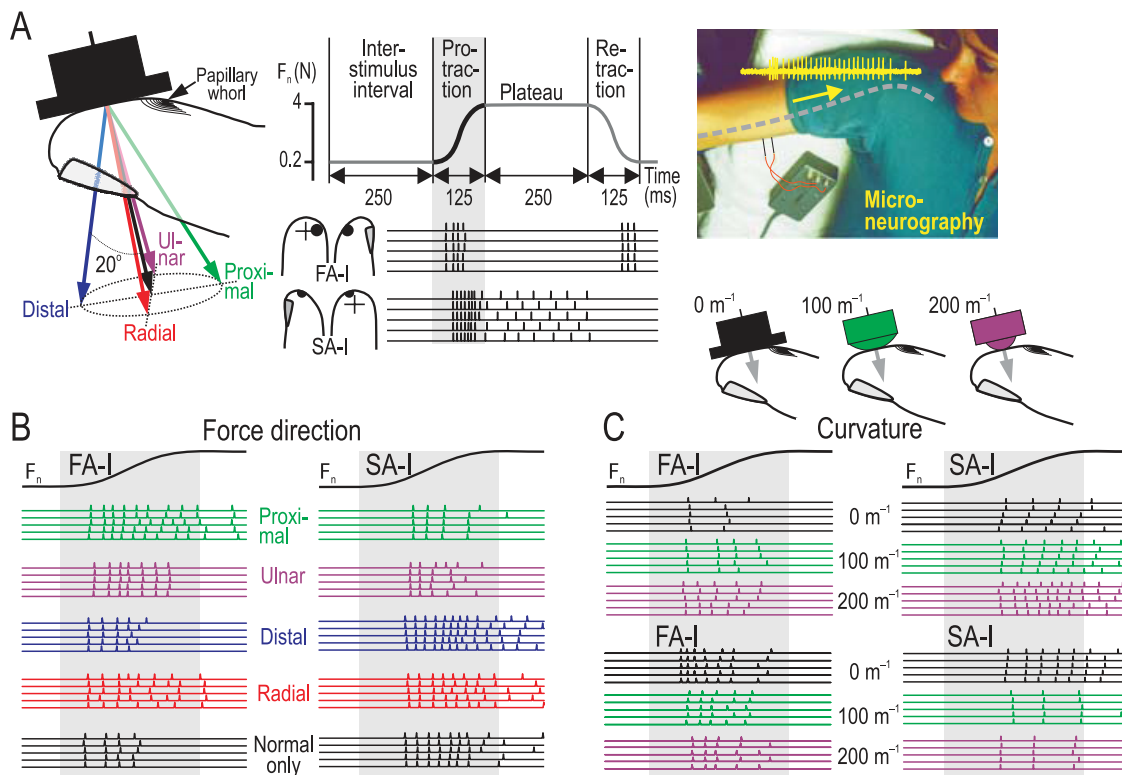 A
Papillary
whorl
20°
Ul-
nar
Proxi-
mal
Distal
Radial
Fn (N)
Inter-
stimulus
interval
Pro-
trac-
tion
Plateau
Re-
trac-
tion
4
0.2
Time
(ms)
250
125
250
125
FA-I
SA-I
Micro-
neurography
0 m⁻¹
100 m⁻¹
200 m⁻¹
B
Force direction
Fn
FA-I
SA-I
Proxi-
mal
Ulnar
Distal
Radial
Normal
only
C
Curvature
Fn
FA-I
Fn
SA-I
0 m⁻¹
100 m⁻¹
200 m⁻¹
FA-I
SA-I
0 m⁻¹
100 m⁻¹
200 m⁻¹